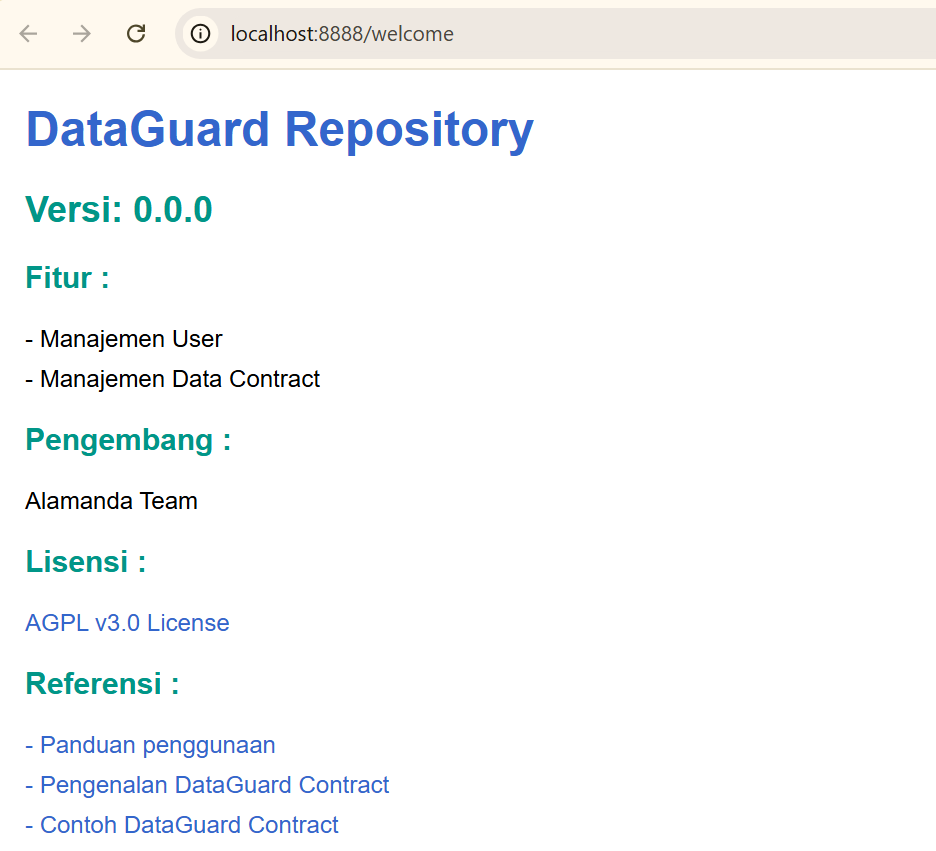 localhost:8888/welcome
DataGuard Repository
Versi: 0.0.0
Fitur :
- Manajemen User
- Manajemen Data Contract
Pengembang :
Alamanda Team
Lisensi :
AGPL v3.0 License
Referensi :
- Panduan penggunaan
- Pengenalan DataGuard Contract
- Contoh DataGuard Contract